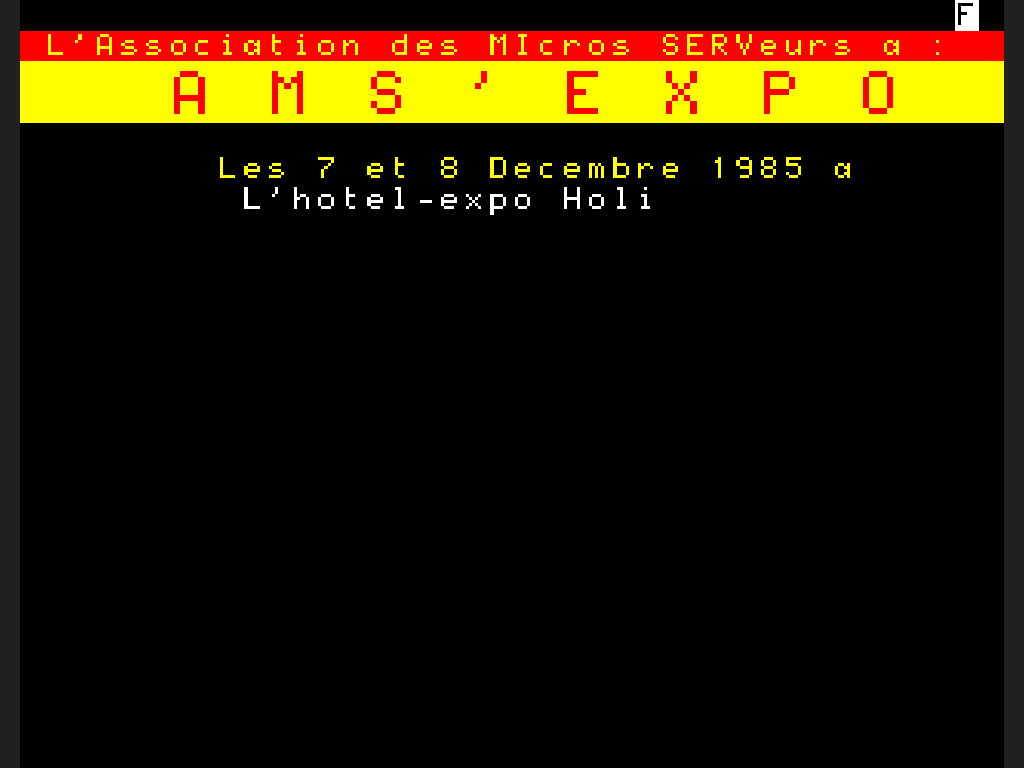 F
L'Association des MIcros SERVeurs a :
A M S ' E X P O
Les 7 et 8 Decembre 1985 a
L'hotel-expo Holi